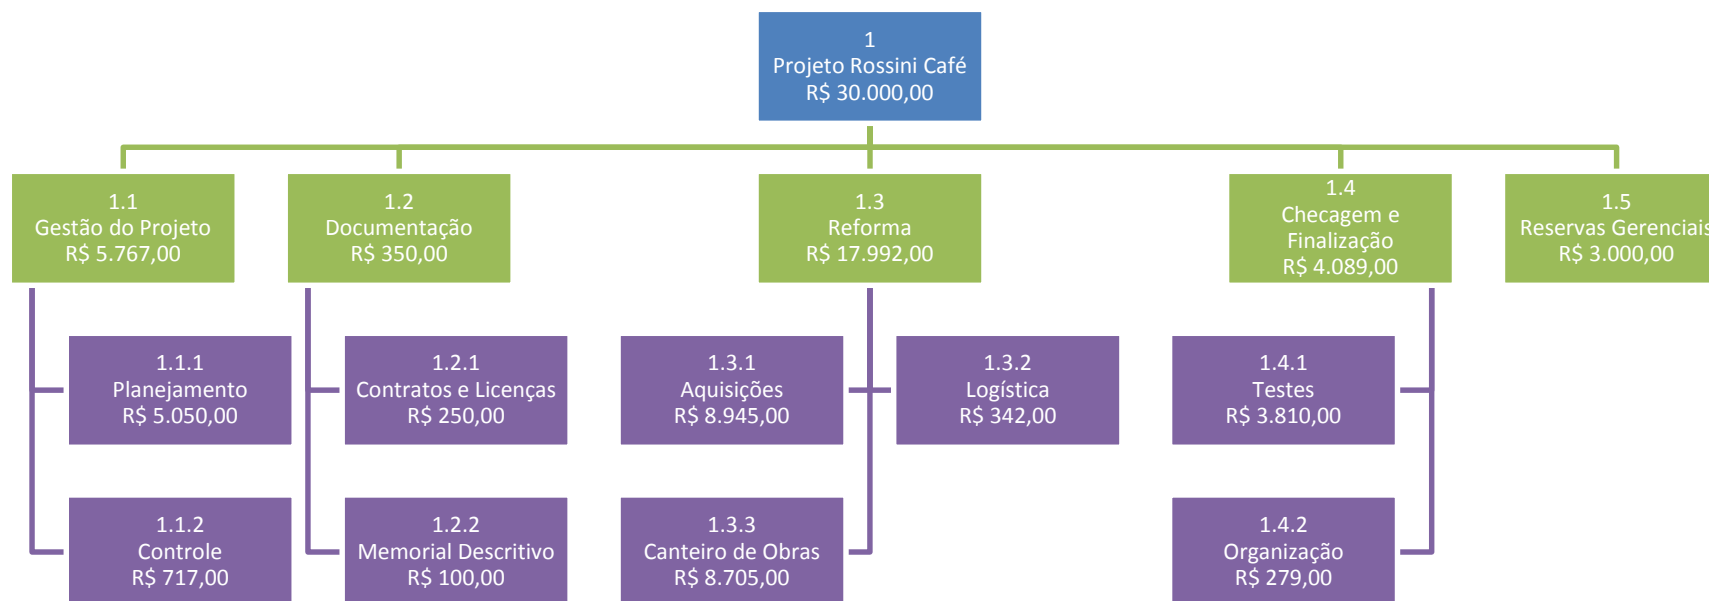 1
Projeto Rossini Café
R$ 30.000,00
1.1
Gestão do Projeto
R$ 5.767,00
1.2
Documentação
R$ 350,00
1.3
Reforma
R$ 17.992,00
1.4
Checagem e
Finalização
R$ 4.089,00
1.5
Reservas Gerenciais
R$ 3.000,00
1.1.1
Planejamento
R$ 5.050,00
1.2.1
Contratos e Licenças
R$ 250,00
1.3.1
Aquisições
R$ 8.945,00
1.3.2
Logística
R$ 342,00
1.4.1
Testes
R$ 3.810,00
1.1.2
Controle
R$ 717,00
1.2.2
Memorial Descritivo
R$ 100,00
1.3.3
Canteiro de Obras
R$ 8.705,00
1.4.2
Organização
R$ 279,00